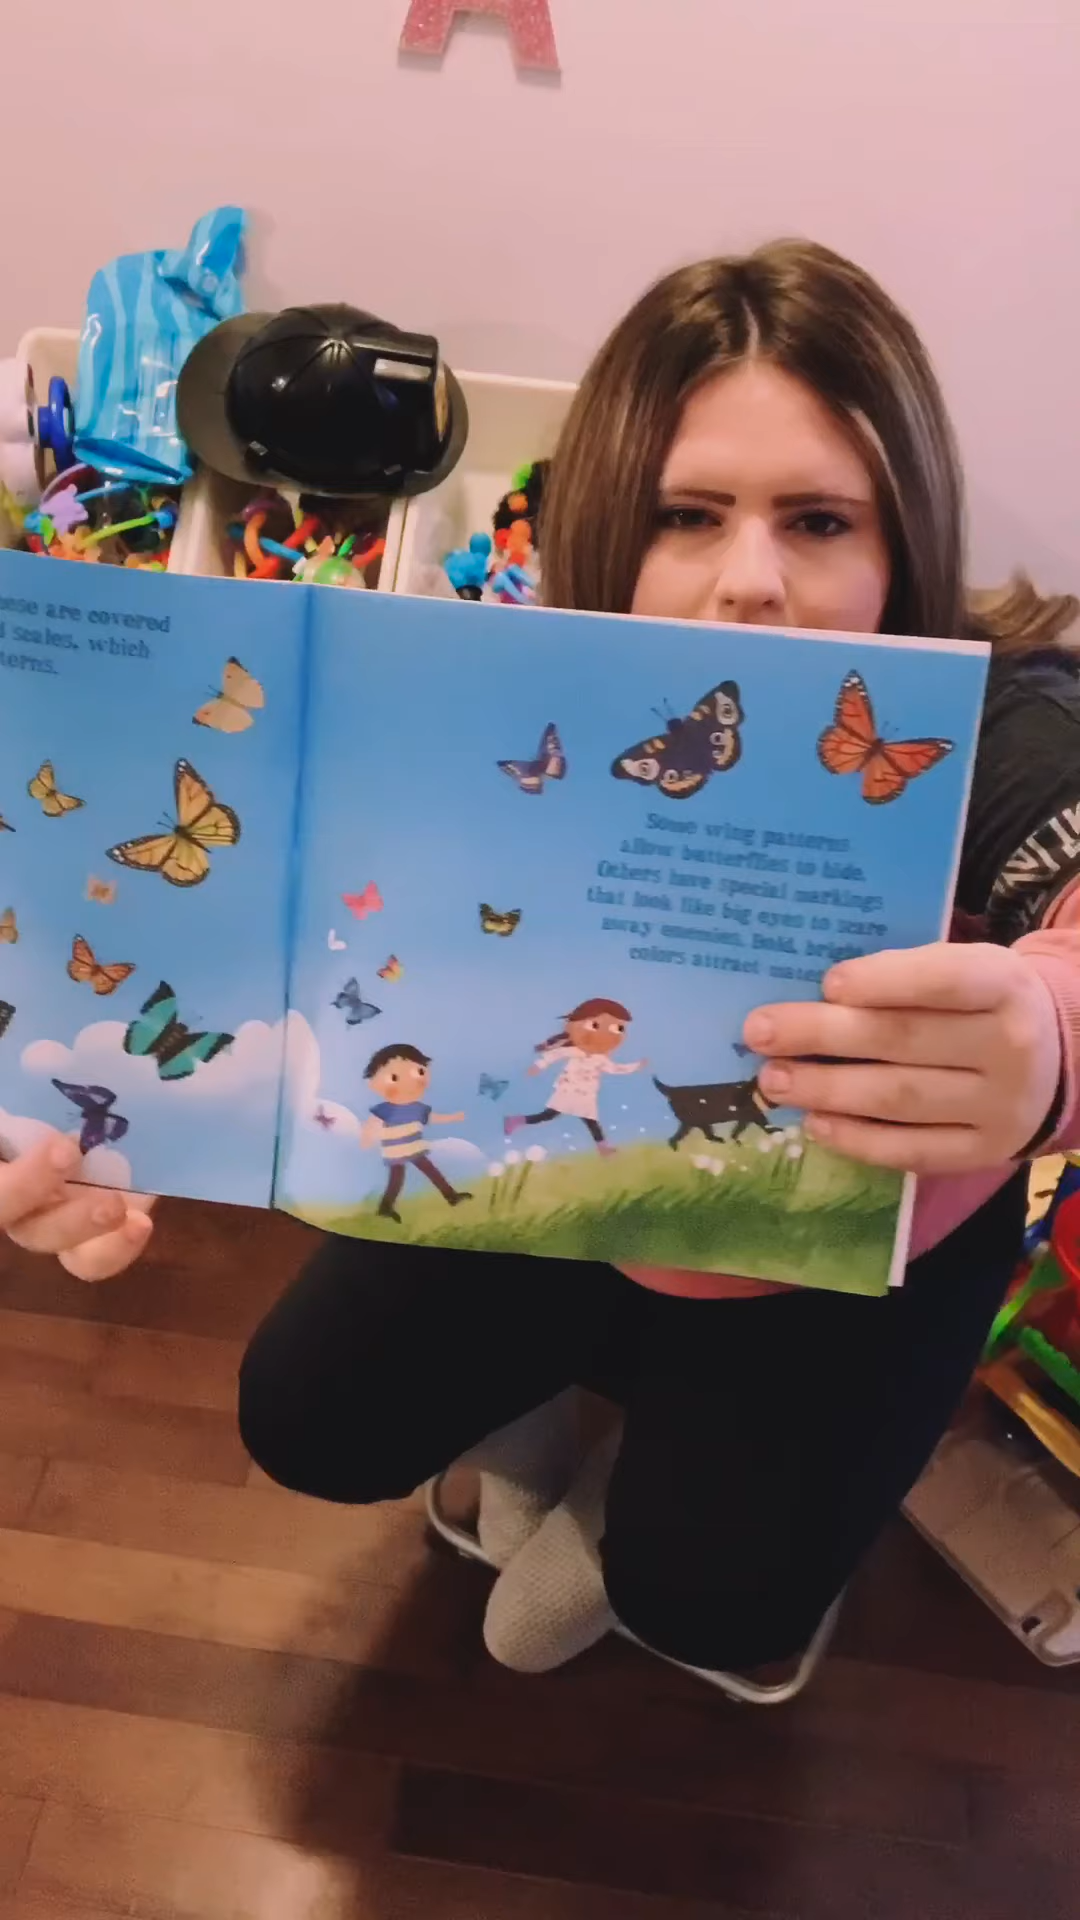 A
are covered
scales, which
Some wing patterns
allow butterflies to hide.
Others have special markings
that look like big eyes to scare
away enemies. Bold, bright
colors attract mates